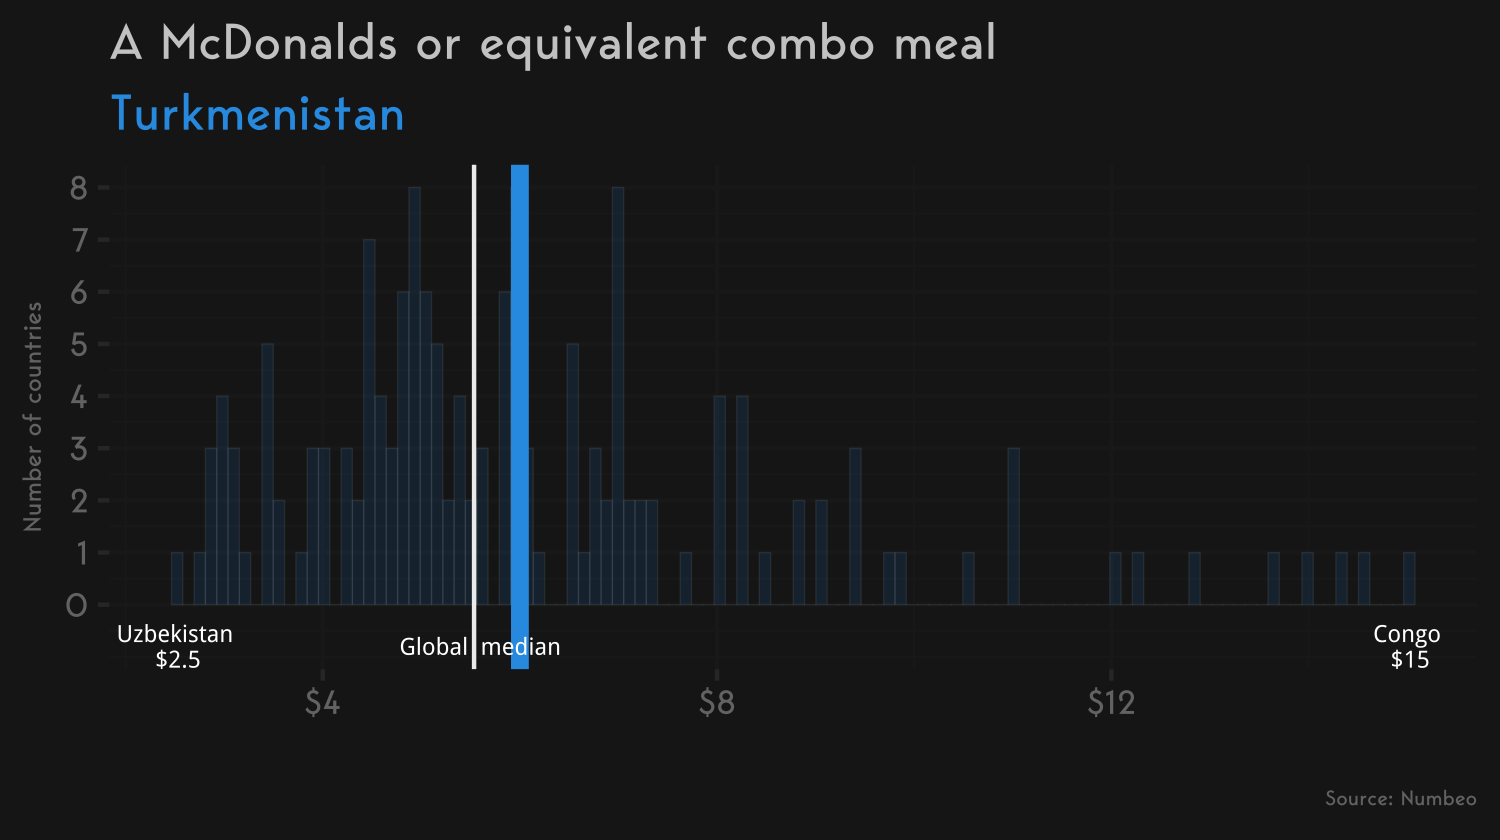 A McDonalds or equivalent combo meal
Turkmenistan
Number of countries
8
7
6
5
4
3
2
1
0
Uzbekistan
$2.5
Global median
Congo
$15
$4
$8
$12
Source: Numbeo